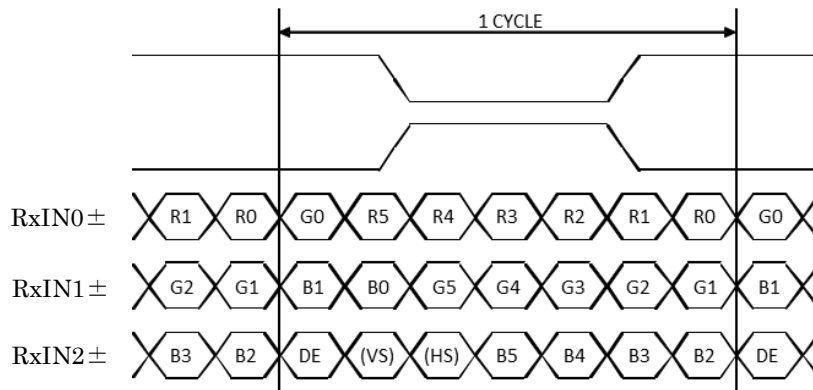 1 CYCLE
RxIN0± R1 R0 G0 R5 R4 R3 R2 R1 R0 G0
RxIN1± G2 G1 B1 B0 G5 G4 G3 G2 G1 B1
RxIN2± B3 B2 DE (VS) (HS) B5 B4 B3 B2 DE